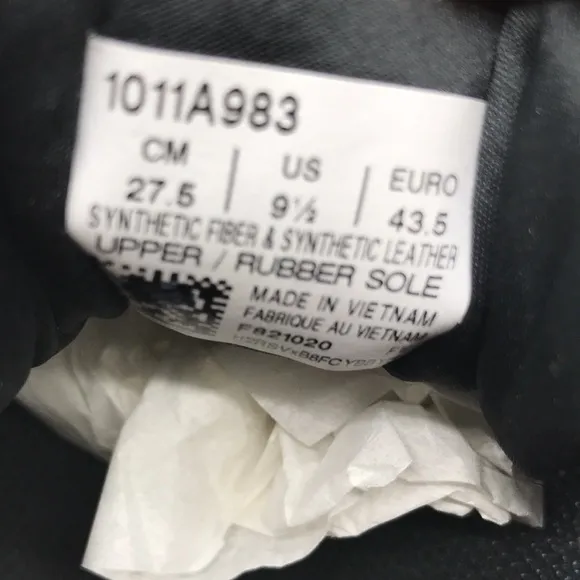 1011A983
CM | US | EURO
27.5 | 9½ | 43.5
SYNTHETIC FIBER & SYNTHETIC LEATHER
UPPER / RUBBER SOLE
MADE IN VIETNAM
FABRIQUE AU VIETNAM
F821020